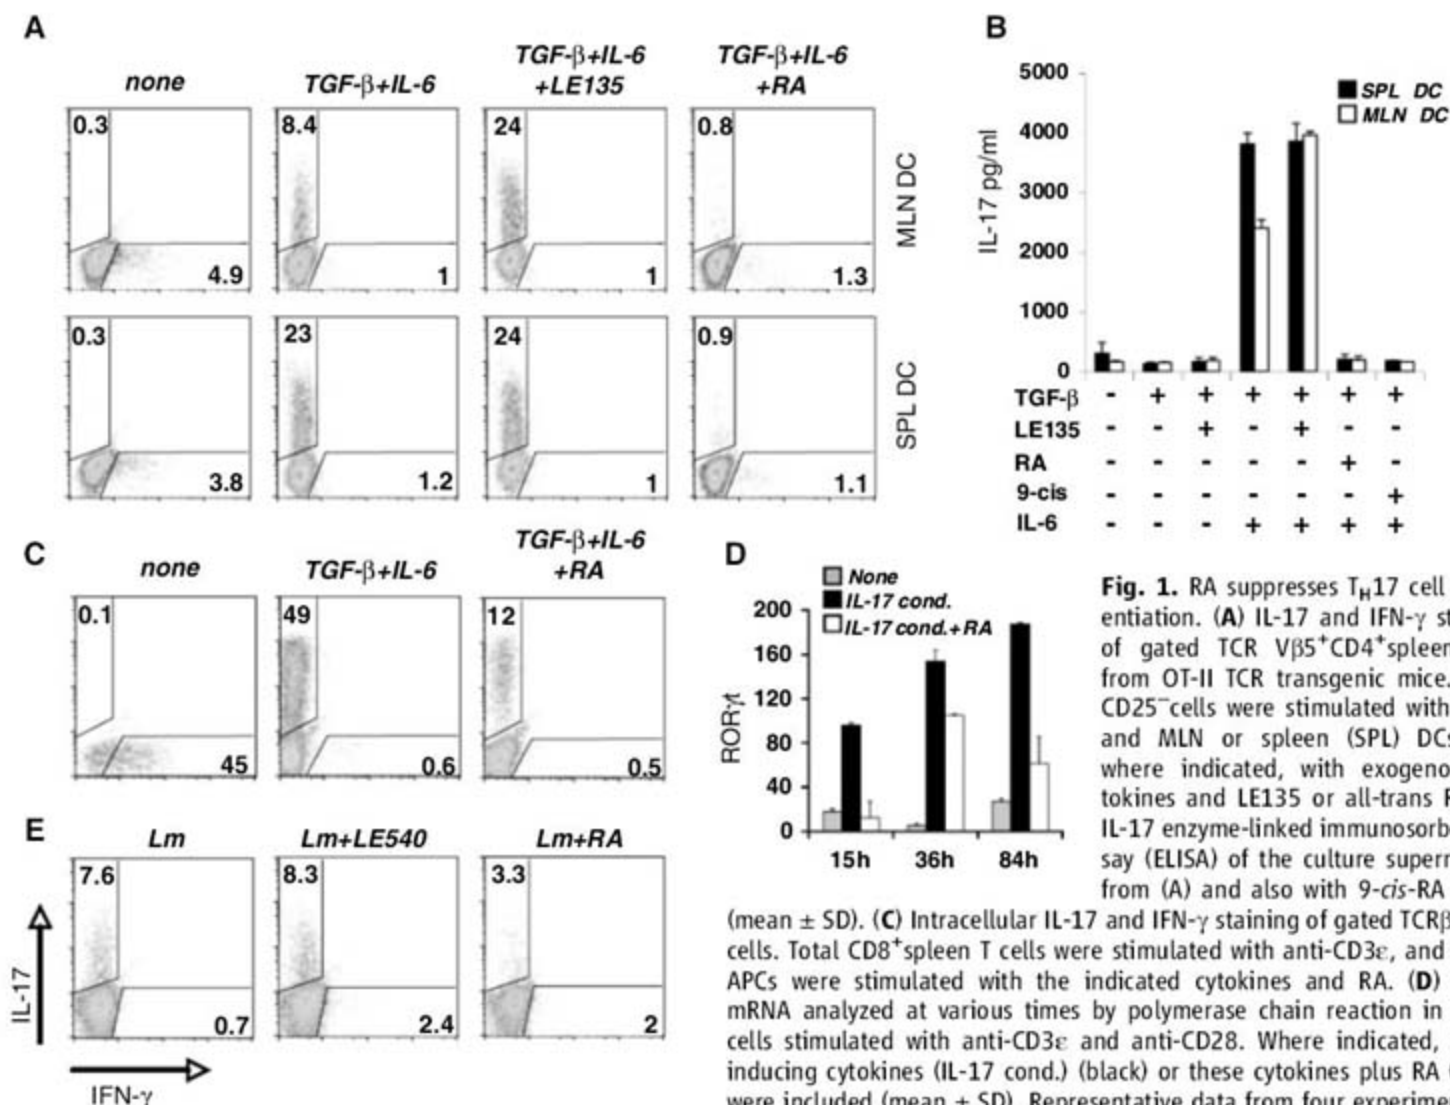 A
none
TGF-β+IL-6
TGF-β+IL-6
+LE135
TGF-β+IL-6
+RA
0.3
4.9
8.4
1
24
1
0.8
1.3
MLN DC
0.3
3.8
23
1.2
24
1
0.9
1.1
SPL DC
B
5000
4000
3000
2000
1000
0
IL-17 pg/ml
SPL DC
MLN DC
TGF-β - + + + + + +
LE135 - - + - + - -
RA - - - - - + -
9-cis - - - - - - +
IL-6 - - - + + + +
C
none
TGF-β+IL-6
TGF-β+IL-6
+RA
0.1
45
49
0.6
12
0.5
D
None
IL-17 cond.
IL-17 cond.+RA
200
160
120
80
40
0
RORγt
15h
36h
84h
E
Lm
Lm+LE540
Lm+RA
7.6
0.7
8.3
2.4
3.3
2
IL-17
IFN-γ
Fig. 1. RA suppresses TH17 cell
entiation. (A) IL-17 and IFN-γ st
of gated TCR Vβ5+CD4+spleen
from OT-II TCR transgenic mice.
CD25−cells were stimulated with
and MLN or spleen (SPL) DCs
where indicated, with exogeno
tokines and LE135 or all-trans
IL-17 enzyme-linked immunosorb
say (ELISA) of the culture superr
from (A) and also with 9-cis-RA
(mean ± SD). (C) Intracellular IL-17 and IFN-γ staining of gated TCRβ
cells. Total CD8+spleen T cells were stimulated with anti-CD3ε, and
APCs were stimulated with the indicated cytokines and RA. (D)
mRNA analyzed at various times by polymerase chain reaction in
cells stimulated with anti-CD3ε and anti-CD28. Where indicated,
inducing cytokines (IL-17 cond.) (black) or these cytokines plus RA (
were included (mean ± SD). Representative data from four experime